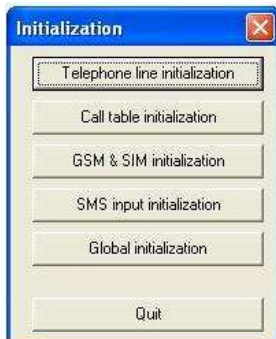 Initialization
Telephone line initialization
Call table initialization
GSM & SIM initialization
SMS input initialization
Global initialization
Quit